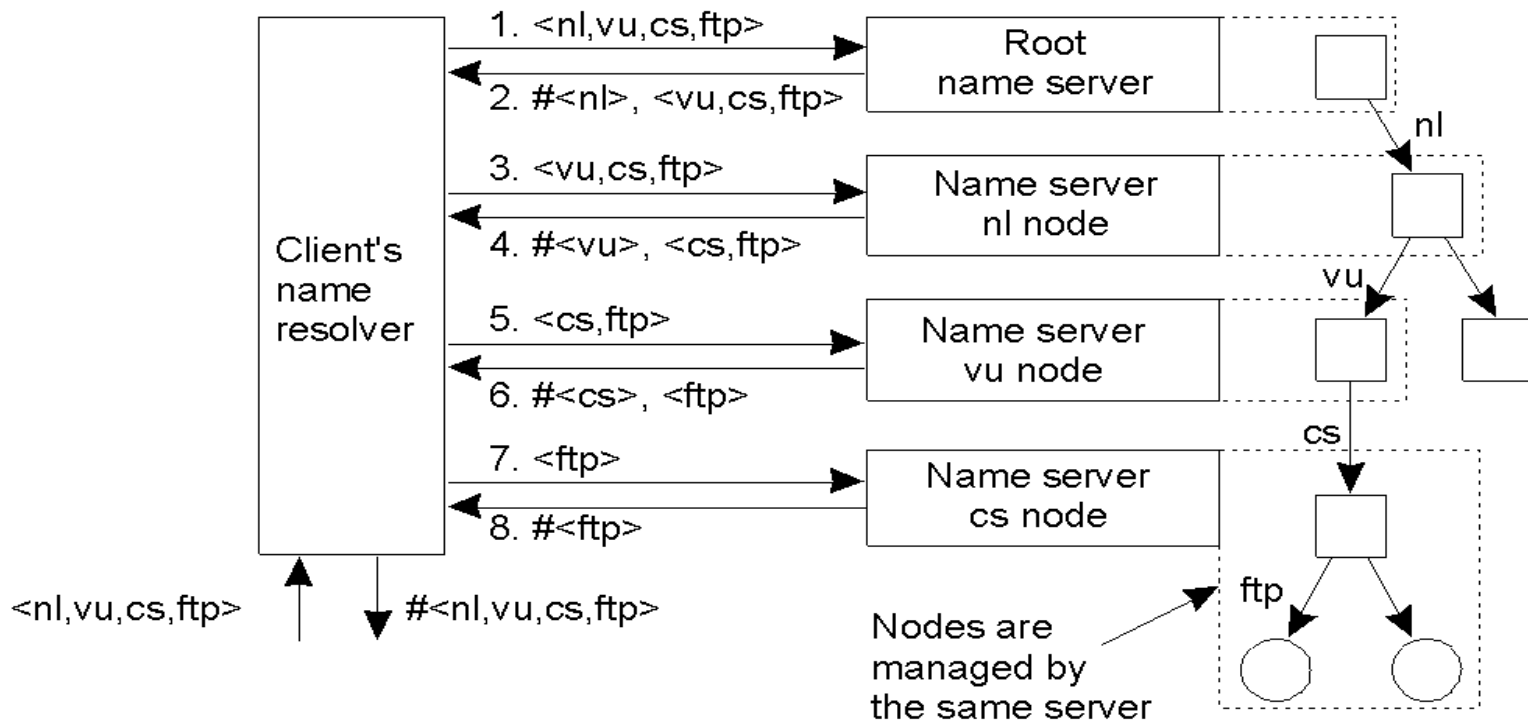 1. <nl,vu,cs,ftp>
2. #<nl>, <vu,cs,ftp>
Root
name server
nl
3. <vu,cs,ftp>
4. #<vu>, <cs,ftp>
Name server
nl node
vu
Client's
name
resolver
5. <cs,ftp>
6. #<cs>, <ftp>
Name server
vu node
cs
7. <ftp>
8. #<ftp>
Name server
cs node
ftp
<nl,vu,cs,ftp>
#<nl,vu,cs,ftp>
Nodes are
managed by
the same server